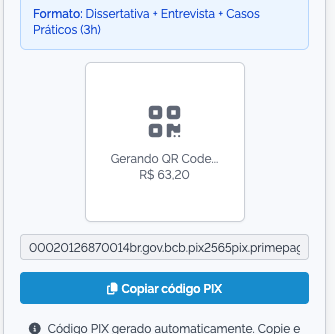 Formato: Dissertativa + Entrevista + Casos
Práticos (3h)
Gerando QR Code...
R$ 63,20
00020126870014br.gov.bcb.pix2565pix.primepag
Copiar código PIX
Código PIX gerado automaticamente. Copie e